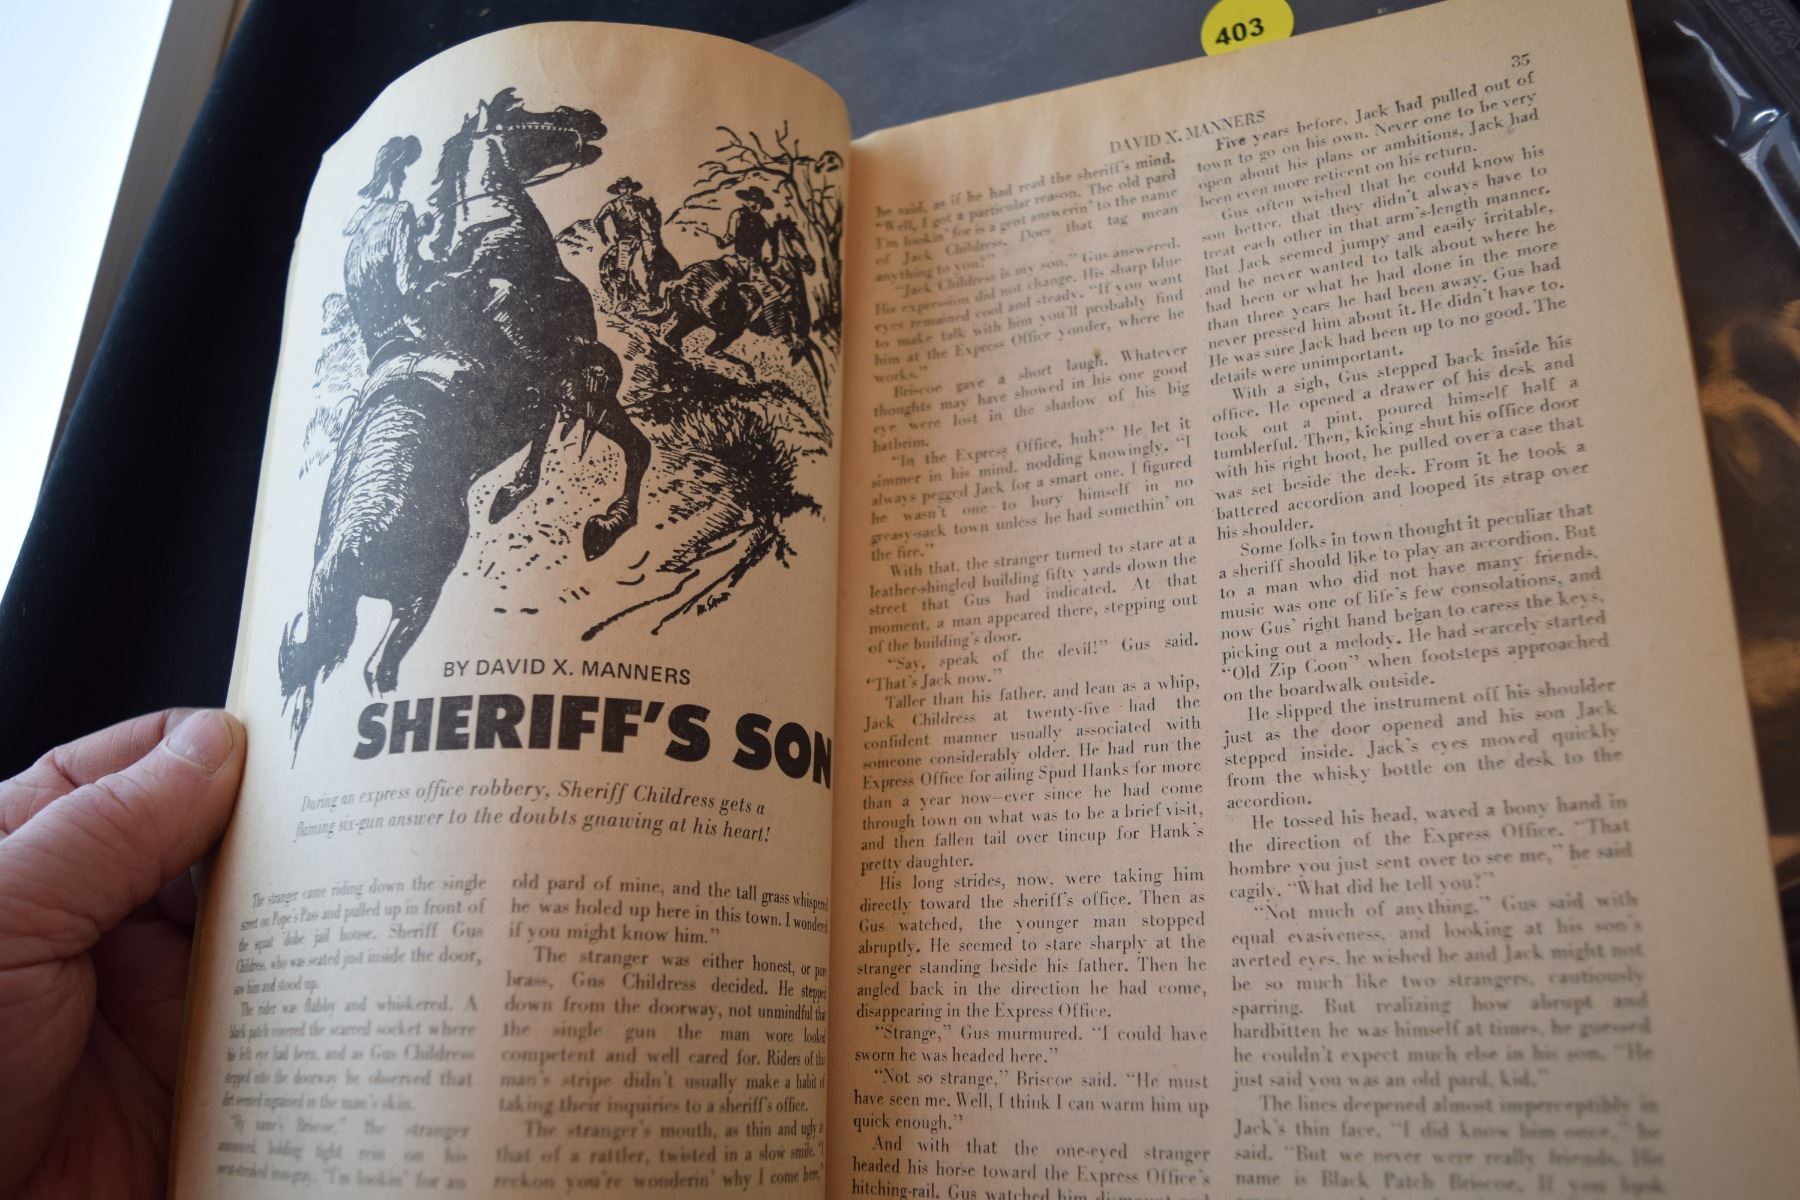 403
BY DAVID X. MANNERS
SHERIFF'S SON
During an express office robbery, Sheriff Childress gets a
flaming six-gun answer to the doubts gnawing at his heart!
The stranger came riding down the single
street on Pope's Pass and pulled up in front of
the squat 'dobe jail house. Sheriff Gus
Childress, who was seated just inside the door,
saw him and stood up.
The rider was flabby and whiskered. A
black patch covered the scarred socket where
his left eye had been, and as Gus Childress
stepped into the doorway he observed that
dirt seemed ingrained in the man's skin.
"My name's Briscoe," the stranger
announced, holding tight rein on his
"I'm lookin' for an
old pard of mine, and the tall grass whispered
he was holed up here in this town. I wondered
if you might know him."
The stranger was either honest, or pure
brass, Gus Childress decided. He stepped
down from the doorway, not unmindful that
the single gun the man wore looked
competent and well cared for. Riders of this
man's stripe didn't usually make a habit of
taking their inquiries to a sheriff's office.
The stranger's mouth, as thin and ugly as
that of a rattler, twisted in a slow smile. "I
reckon you're wonderin' why I come here,"
DAVID X. MANNERS
35
he said, as if he had read the sheriff's mind.
"Well, I got a particular reason. The old pard
I'm lookin' for is a gent answerin' to the name
of Jack Childress. Does that tag mean
anything to you?"
"Jack Childress is my son," Gus answered.
His expression did not change. His sharp blue
eyes remained cool and steady. "If you want
to make talk with him you'll probably find
him at the Express Office yonder, where he
works."
Briscoe gave a short laugh. Whatever
thoughts may have showed in his one good
eye were lost in the shadow of his big
hatbrim.
"In the Express Office, huh?" He let it
simmer in his mind, nodding knowingly. "I
always pegged Jack for a smart one. I figured
he wasn't one to bury himself in no
greasy-sack town unless he had somethin' on
the fire."
With that, the stranger turned to stare at a
leather-shingled building fifty yards down the
street that Gus had indicated. At that
moment, a man appeared there, stepping out
of the building's door.
"Say, speak of the devil!" Gus said.
"That's Jack now."
Taller than his father, and lean as a whip,
Jack Childress at twenty-five had the
confident manner usually associated with
someone considerably older. He had run the
Express Office for ailing Spud Hanks for more
than a year now—ever since he had come
through town on what was to be a brief visit,
and then fallen tail over tincup for Hank's
pretty daughter.
His long strides, now, were taking him
directly toward the sheriff's office. Then as
Gus watched, the younger man stopped
abruptly. He seemed to stare sharply at the
stranger standing beside his father. Then he
angled back in the direction he had come,
disappearing in the Express Office.
"Strange," Gus murmured. "I could have
sworn he was headed here."
"Not so strange," Briscoe said. "He must
have seen me. Well, I think I can warm him up
quick enough."
And with that the one-eyed stranger
headed his horse toward the Express Office's
hitching-rail. Gus watched him dismount and
Five years before, Jack had pulled out of
town to go on his own. Never one to be very
open about his plans or ambitions, Jack had
been even more reticent on his return.
Gus often wished that he could know his
son better, that they didn't always have to
treat each other in that arm's-length manner.
But Jack seemed jumpy and easily irritable,
and he never wanted to talk about where he
had been or what he had done in the more
than three years he had been away. Gus had
never pressed him about it. He didn't have to.
He was sure Jack had been up to no good. The
details were unimportant.
With a sigh, Gus stepped back inside his
office. He opened a drawer of his desk and
took out a pint, poured himself half a
tumblerful. Then, kicking shut his office door
with his right boot, he pulled over a case that
was set beside the desk. From it he took a
battered accordion and looped its strap over
his shoulder.
Some folks in town thought it peculiar that
a sheriff should like to play an accordion. But
to a man who did not have many friends,
music was one of life's few consolations, and
now Gus' right hand began to caress the keys,
picking out a melody. He had scarcely started
"Old Zip Coon" when footsteps approached
on the boardwalk outside.
He slipped the instrument off his shoulder
just as the door opened and his son Jack
stepped inside. Jack's eyes moved quickly
from the whisky bottle on the desk to the
accordion.
He tossed his head, waved a bony hand in
the direction of the Express Office. "That
hombre you just sent over to see me," he said
cagily. "What did he tell you?"
"Not much of anything," Gus said with
equal evasiveness, and looking at his son's
averted eyes, he wished he and Jack might not
be so much like two strangers, cautiously
sparring. But realizing how abrupt and
hardbitten he was himself at times, he guessed
he couldn't expect much else in his son. "He
just said you was an old pard, kid."
The lines deepened almost imperceptibly in
Jack's thin face. "I did know him once," he
said. "But we never were really friends. His
name is Black Patch Briscoe. If you